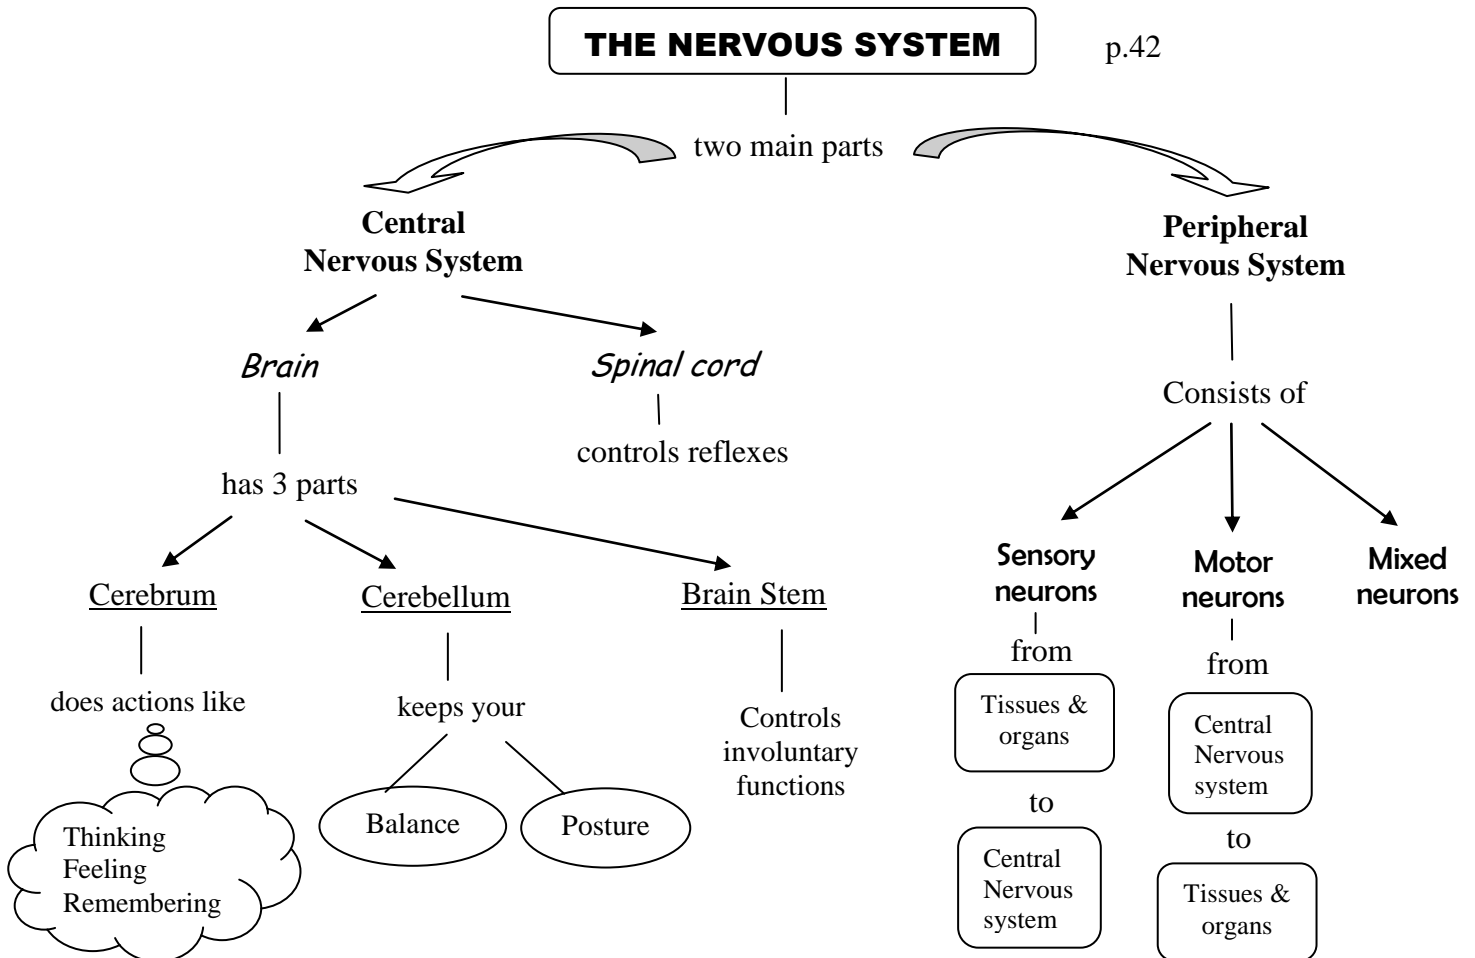 THE NERVOUS SYSTEM
p.42
two main parts
Central
Nervous System
Peripheral
Nervous System
Brain
Spinal cord
Consists of
controls reflexes
has 3 parts
Cerebrum
Cerebellum
Brain Stem
Sensory
neurons
Motor
neurons
Mixed
neurons
does actions like
keeps your
Controls
involuntary
functions
from
Tissues &
organs
to
Central
Nervous
system
from
Central
Nervous
system
to
Tissues &
organs
Thinking
Feeling
Remembering
Balance
Posture